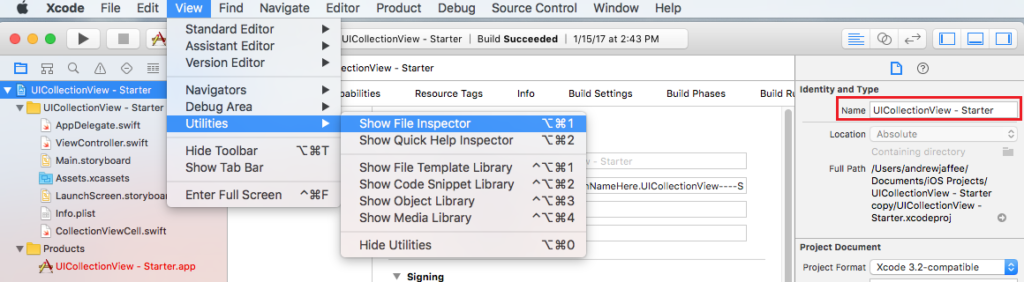 Xcode File Edit View Find Navigate Editor Product Debug Source Control Window Help
UICollectionView - Starter | Build Succeeded | 1/15/17 at 2:43 PM
Standard Editor
Assistant Editor
Version Editor
Navigators
Debug Area
Utilities
Hide Toolbar ⌥⌘T
Show Tab Bar
Enter Full Screen ^⌘F
Show File Inspector ⌥⌘1
Show Quick Help Inspector ⌥⌘2
Show File Template Library ^⌥⌘1
Show Code Snippet Library ^⌥⌘2
Show Object Library ^⌥⌘3
Show Media Library ^⌥⌘4
Hide Utilities ⌥⌘0
UICollectionView - Starter
UICollectionView - Starter
AppDelegate.swift
ViewController.swift
Main.storyboard
Assets.xcassets
LaunchScreen.storyboard
Info.plist
CollectionViewCell.swift
Products
UICollectionView - Starter.app
llectionView - Starter
pabilities Resource Tags Info Build Settings Build Phases Build Ru
- Starter
nNameHere.UICollectionView----S
Signing
Identity and Type
Name UICollectionView - Starter
Location Absolute
Containing directory
Full Path /Users/andrewjaffee/
Documents/iOS Projects/
UICollectionView - Starter
copy/UICollectionView -
Starter.xcodeproj
Project Document
Project Format Xcode 3.2-compatible